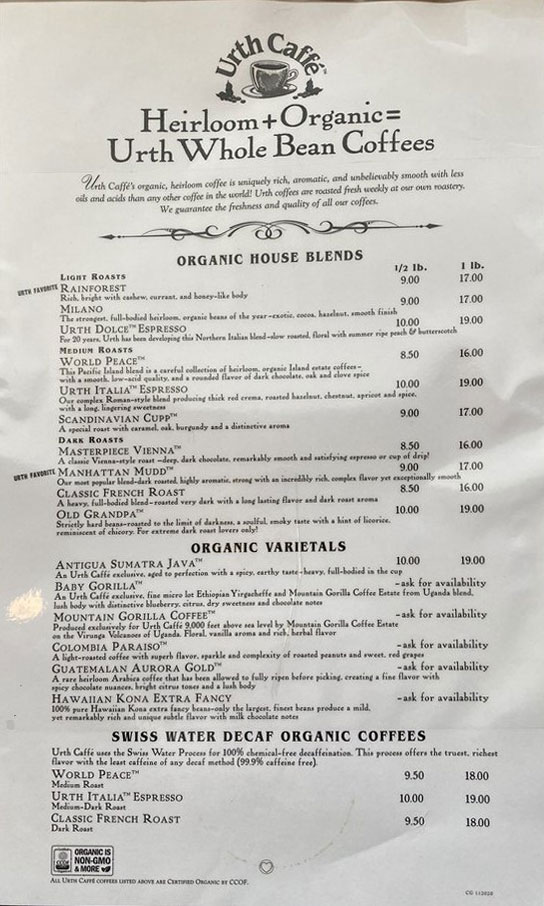 Urth Caffé™
Heirloom + Organic =
Urth Whole Bean Coffees
Urth Caffé's organic, heirloom coffee is uniquely rich, aromatic, and unbelievably smooth with less
oils and acids than any other coffee in the world! Urth coffees are roasted fresh weekly at our own roastery.
We guarantee the freshness and quality of all our coffees.
ORGANIC HOUSE BLENDS
LIGHT ROASTS 1/2 lb. 1 lb.
URTH FAVORITE RAINFOREST 9.00 17.00
Rich, bright with cashew, currant, and honey-like body
MILANO 9.00 17.00
The strongest, full-bodied heirloom, organic beans of the year-exotic, cocoa, hazelnut, smooth finish
URTH DOLCE™ ESPRESSO 10.00 19.00
For 20 years, Urth has been developing this Northern Italian blend-slow roasted, floral with summer ripe peach & butterscotch
MEDIUM ROASTS
WORLD PEACE™ 8.50 16.00
This Pacific Island blend is a careful collection of heirloom, organic Island estate coffees-
with a smooth, low-acid quality, and a rounded flavor of dark chocolate, oak and clove spice
URTH ITALIA™ ESPRESSO 10.00 19.00
Our complex Roman-style blend producing thick red crema, roasted hazelnut, chestnut, apricot and spice,
with a long, lingering sweetness
SCANDINAVIAN CUPP™ 9.00 17.00
A special roast with caramel, oak, burgundy and a distinctive aroma
DARK ROASTS
MASTERPIECE VIENNA™ 8.50 16.00
A classic Vienna-style roast -deep, dark chocolate, remarkably smooth and satisfying espresso or cup of drip!
URTH FAVORITE MANHATTAN MUDD™ 9.00 17.00
Our most popular blend-dark roasted, highly aromatic, strong with an incredibly rich, complex flavor yet exceptionally smooth
CLASSIC FRENCH ROAST 8.50 16.00
A heavy, full-bodied blend-roasted very dark with a long lasting flavor and dark roast aroma
OLD GRANDPA™ 10.00 19.00
Strictly hard beans-roasted to the limit of darkness, a soulful, smoky taste with a hint of licorice,
reminiscent of chicory. For extreme dark roast lovers only!
ORGANIC VARIETALS
ANTIGUA SUMATRA JAVA™ 10.00 19.00
An Urth Caffé exclusive, aged to perfection with a spicy, earthy taste-heavy, full-bodied in the cup
BABY GORILLA™ -ask for availability
An Urth Caffé exclusive, fine micro lot Ethiopian Yirgacheffe and Mountain Gorilla Coffee Estate from Uganda blend,
lush body with distinctive blueberry, citrus, dry sweetness and chocolate notes
MOUNTAIN GORILLA COFFEE™ -ask for availability
Produced exclusively for Urth Caffé 9,000 feet above sea level by Mountain Gorilla Coffee Estate
on the Virunga Volcanoes of Uganda. Floral, vanilla aroma and rich, herbal flavor
COLOMBIA PARAISO™ -ask for availability
A light-roasted coffee with superb flavor, sparkle and complexity of roasted peanuts and sweet, red grapes
GUATEMALAN AURORA GOLD™ -ask for availability
A rare heirloom Arabica coffee that has been allowed to fully ripen before picking, creating a fine flavor with
spicy chocolate nuances, bright citrus tones and a lush body
HAWAIIAN KONA EXTRA FANCY -ask for availability
100% pure Hawaiian Kona extra fancy beans-only the largest, finest beans produce a mild,
yet remarkably rich and unique subtle flavor with milk chocolate notes
SWISS WATER DECAF ORGANIC COFFEES
Urth Caffé uses the Swiss Water Process for 100% chemical-free decaffeination. This process offers the truest, richest
flavor with the least caffeine of any decaf method (99.9% caffeine free).
WORLD PEACE™ 9.50 18.00
Medium Roast
URTH ITALIA™ ESPRESSO 10.00 19.00
Medium-Dark Roast
CLASSIC FRENCH ROAST 9.50 18.00
Dark Roast
ORGANIC IS
NON-GMO
& MORE
ALL URTH CAFFÉ COFFEES LISTED ABOVE ARE CERTIFIED ORGANIC BY CCOF.
CG 112020